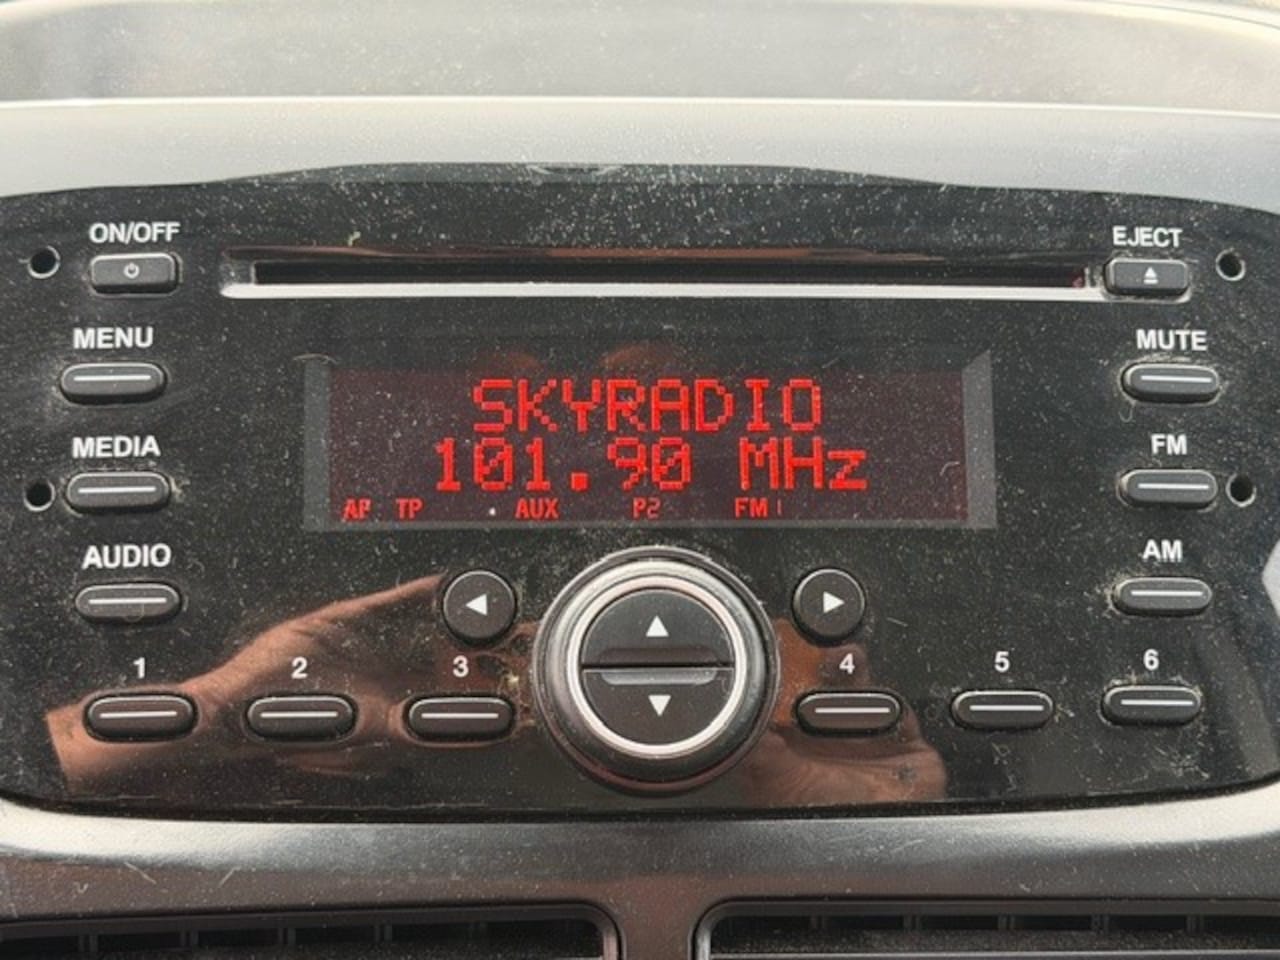 ON/OFF
EJECT
MENU
MUTE
SKYRADIO
101.90 MHz
MEDIA
FM
AF TP AUX P2 FM1
AUDIO
AM
1 2 3 4 5 6